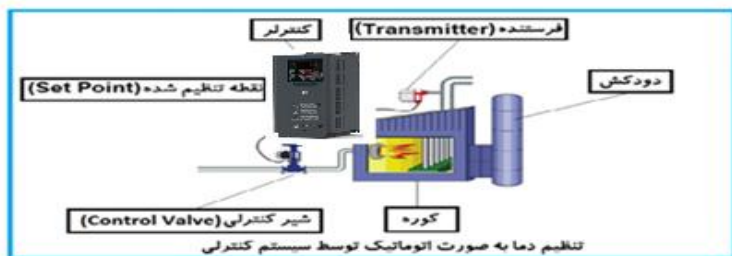 کنترلر
فرستنده (Transmitter)
نقطه تنظیم شده (Set Point)
دودکش
شیر کنترلی (Control Valve)
کوره
تنظیم دما به صورت اتوماتیک توسط سیستم کنترلی